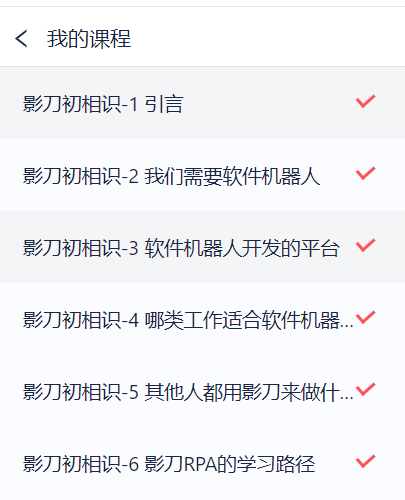 我的课程
影刀初相识-1 引言
影刀初相识-2 我们需要软件机器人
影刀初相识-3 软件机器人开发的平台
影刀初相识-4 哪类工作适合软件机器...
影刀初相识-5 其他人都用影刀来做什...
影刀初相识-6 影刀RPA的学习路径